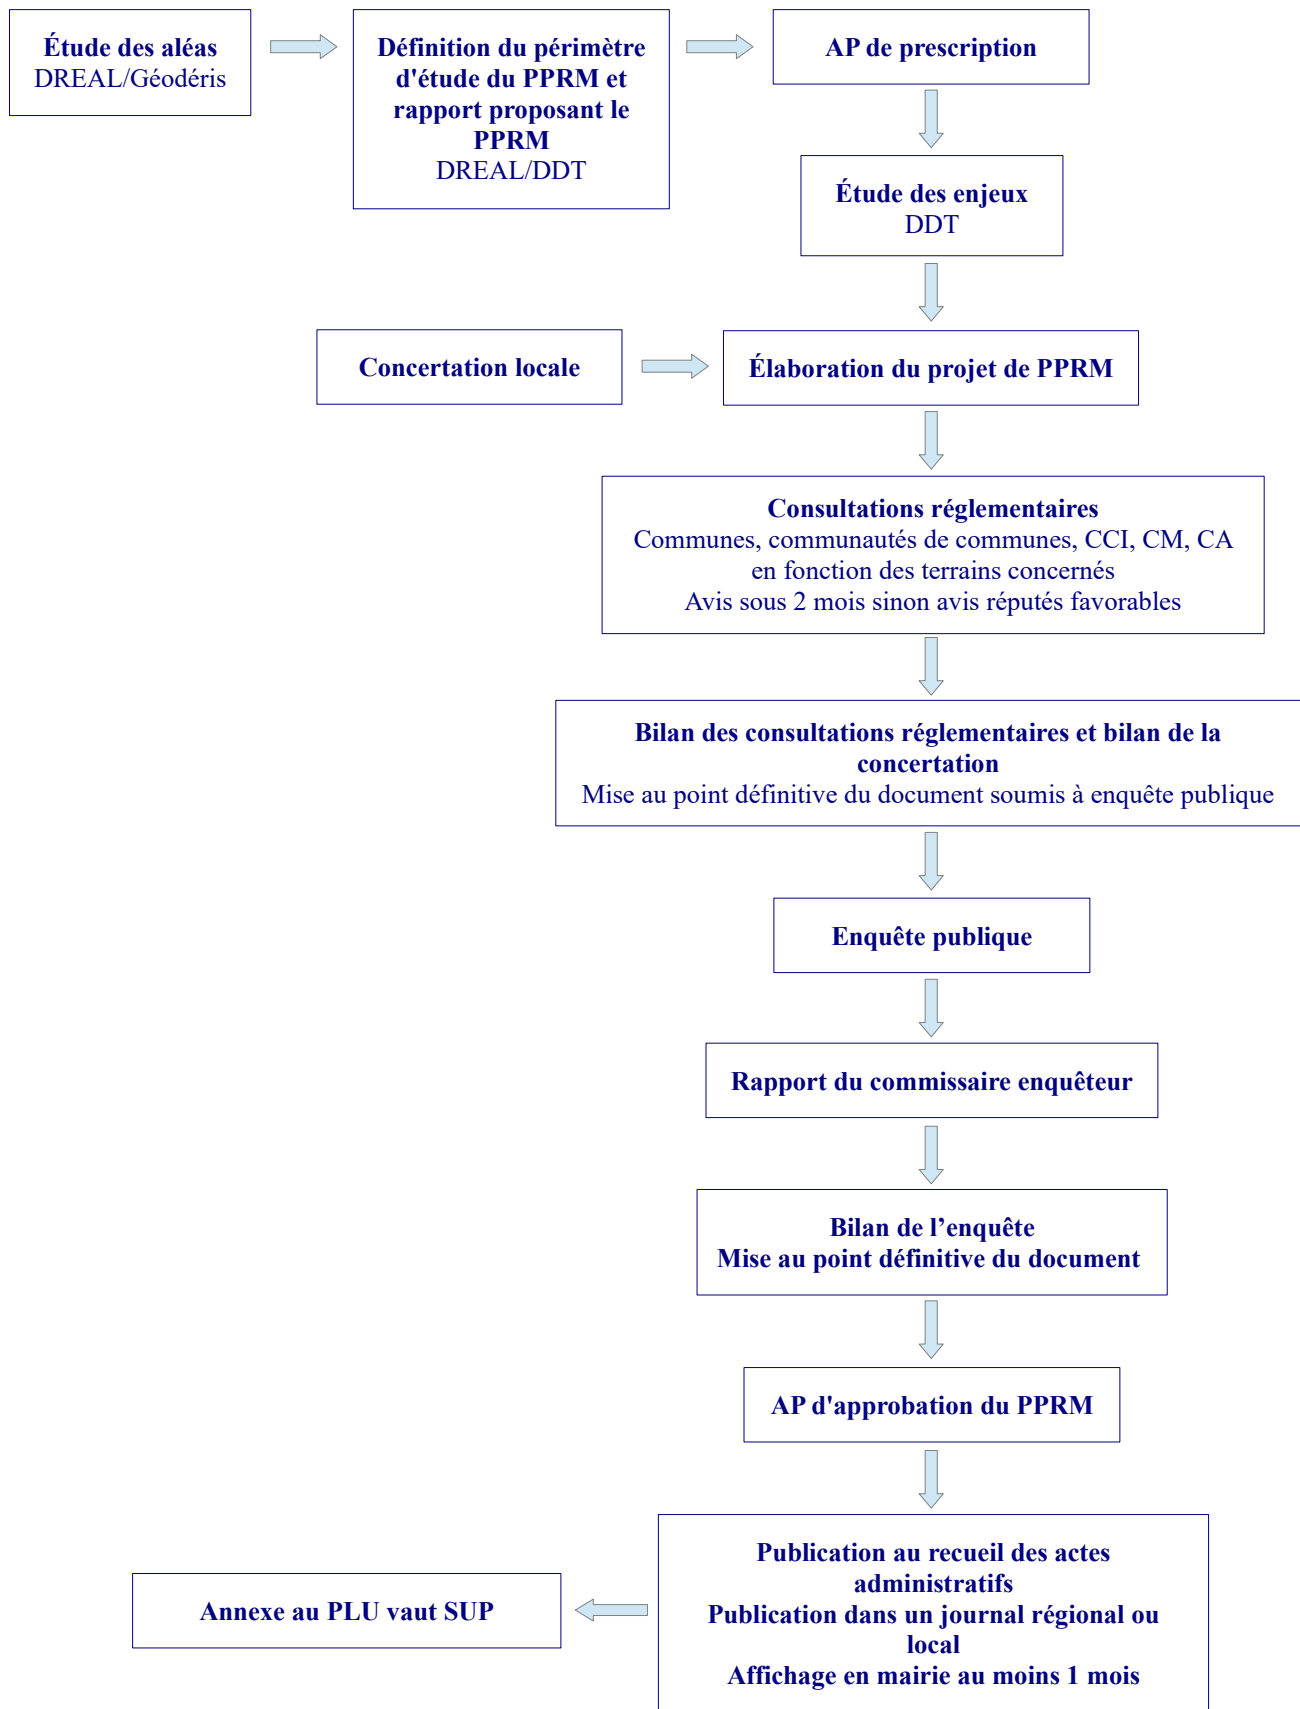 Étude des aléas
DREAL/Géodéris
Définition du périmètre
d'étude du PPRM et
rapport proposant le
PPRM
DREAL/DDT
AP de prescription
Étude des enjeux
DDT
Concertation locale
Élaboration du projet de PPRM
Consultations réglementaires
Communes, communautés de communes, CCI, CM, CA
en fonction des terrains concernés
Avis sous 2 mois sinon avis réputés favorables
Bilan des consultations réglementaires et bilan de la
concertation
Mise au point définitive du document soumis à enquête publique
Enquête publique
Rapport du commissaire enquêteur
Bilan de l’enquête
Mise au point définitive du document
AP d'approbation du PPRM
Publication au recueil des actes
administratifs
Publication dans un journal régional ou
local
Affichage en mairie au moins 1 mois
Annexe au PLU vaut SUP